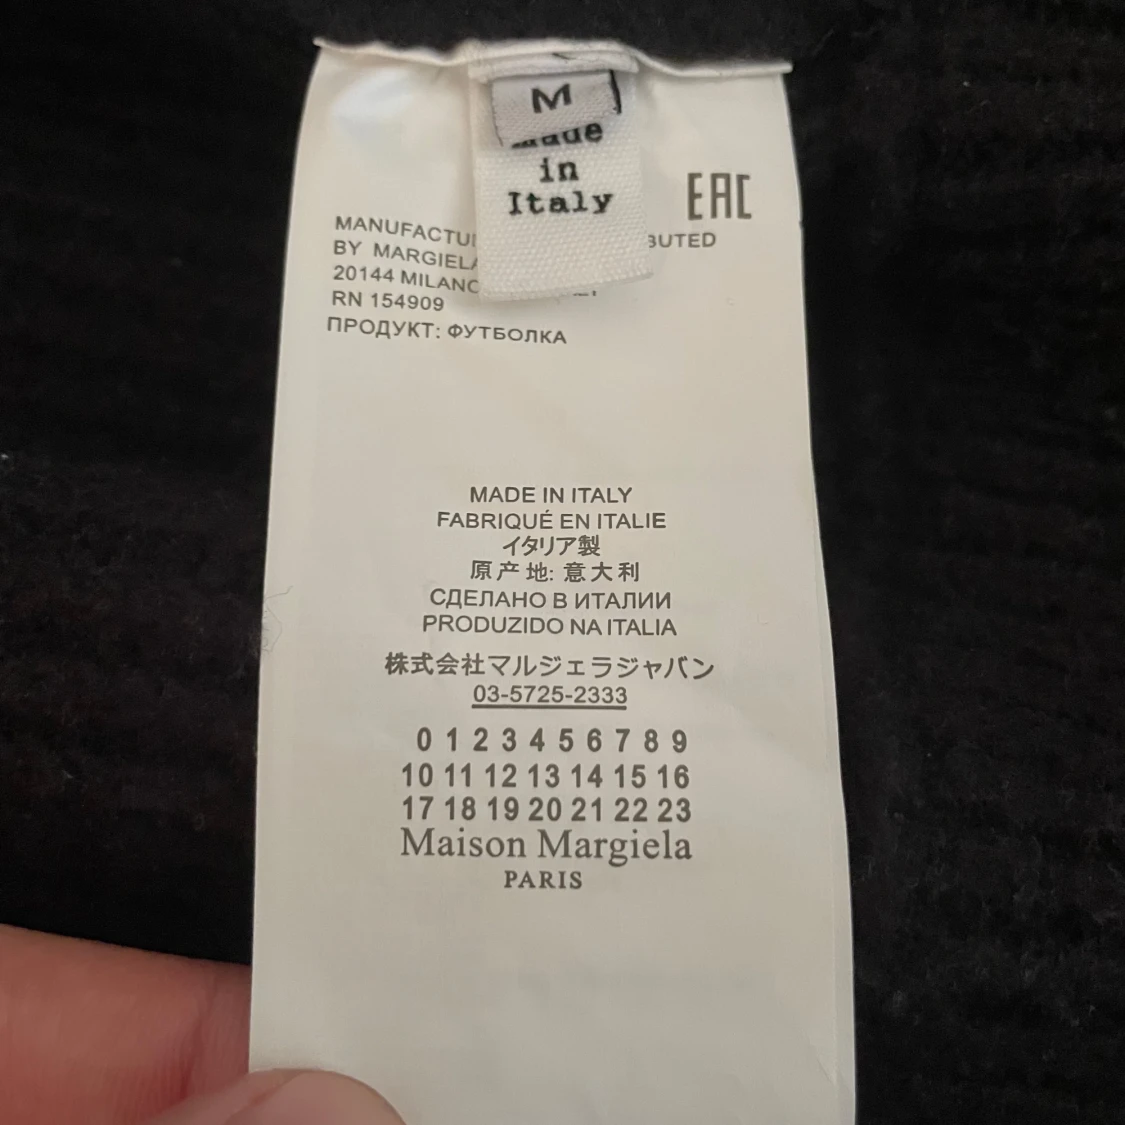 M
Made
in
Italy
EAC
MANUFACTU BUTED
BY MARGIELA
20144 MILANO
RN 154909
ПРОДУКТ: ФУТБОЛКА
MADE IN ITALY
FABRIQUÉ EN ITALIE
イタリア製
原产地: 意大利
СДЕЛАНО В ИТАЛИИ
PRODUZIDO NA ITALIA
株式会社マルジェラジャパン
03-5725-2333
0 1 2 3 4 5 6 7 8 9
10 11 12 13 14 15 16
17 18 19 20 21 22 23
Maison Margiela
PARIS